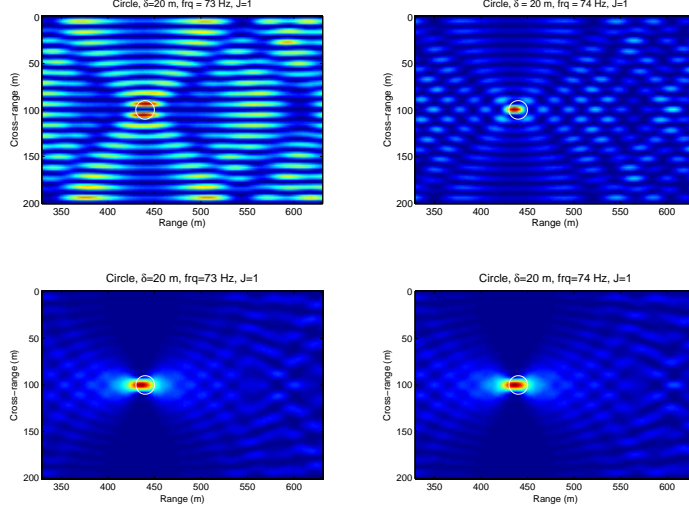 Circle, δ=20 m, frq = 73 Hz, J=1
0
50
100
150
200
Cross−range (m)
350 400 450 500 550 600
Range (m)
Circle, δ = 20 m, frq = 74 Hz, J=1
0
50
100
150
200
Cross−range (m)
350 400 450 500 550 600
Range (m)
Circle, δ=20 m, frq=73 Hz, J=1
0
50
100
150
200
Cross−range (m)
350 400 450 500 550 600
Range (m)
Circle, δ=20 m, frq=74 Hz, J=1
0
50
100
150
200
Cross−range (m)
350 400 450 500 550 600
Range (m)